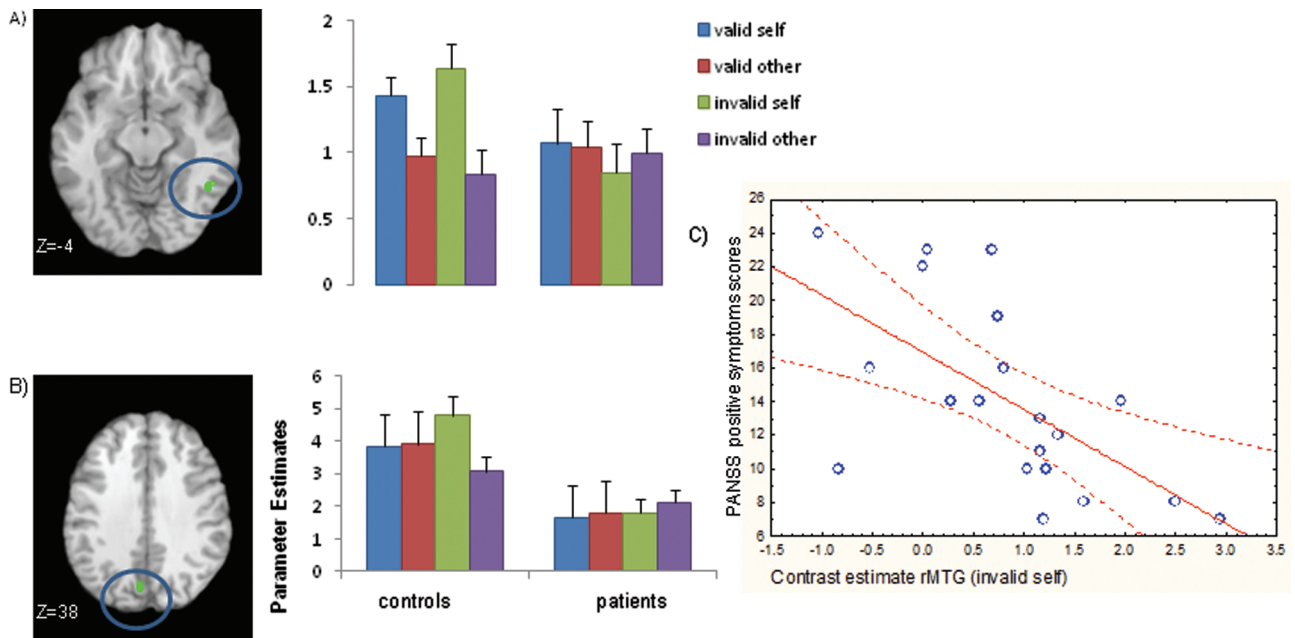 A)
Z=-4
2
1.5
1
0.5
0
valid self
valid other
invalid self
invalid other
B)
Z=38
Parameter Estimates
6
5
4
3
2
1
0
controls patients
C)
PANSS positive symptoms scores
26
24
22
20
18
16
14
12
10
8
6
-1.5 -1.0 -0.5 0.0 0.5 1.0 1.5 2.0 2.5 3.0 3.5
Contrast estimate rMTG (invalid self)